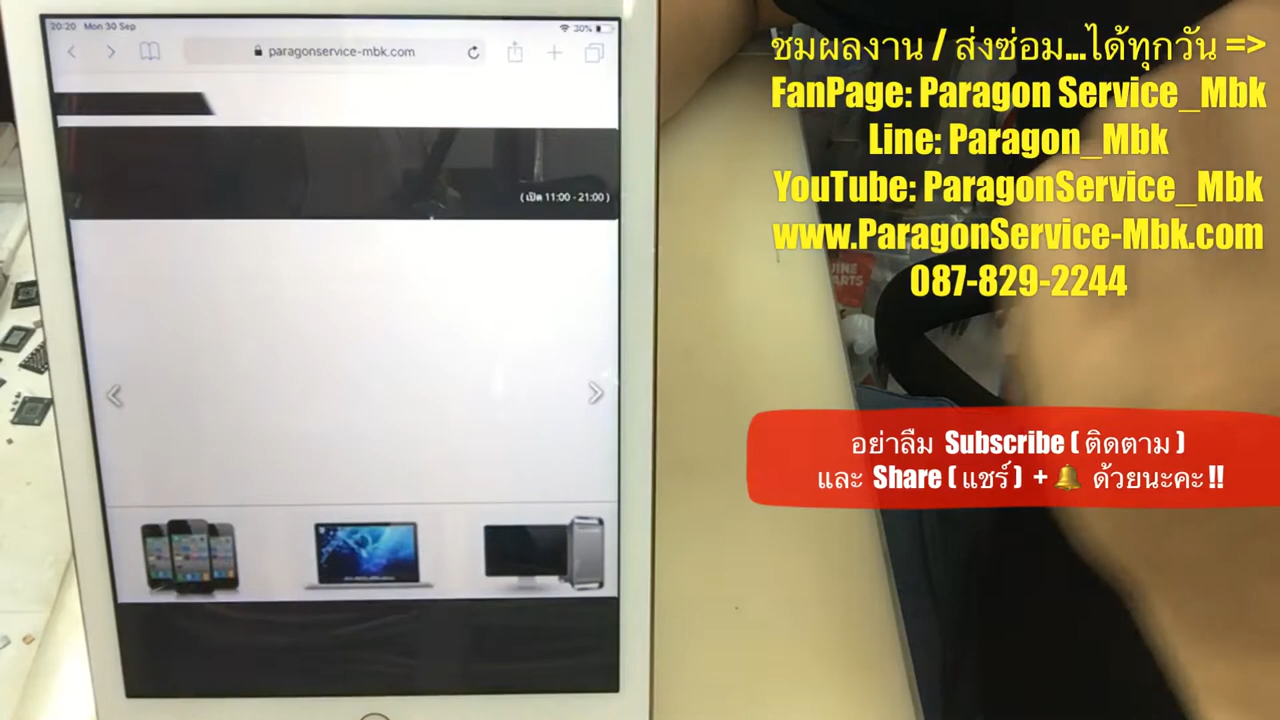 20:20 Mon 30 Sep
30%
paragonservice-mbk.com
( เปิด 11:00 - 21:00 )
ชมผลงาน / ส่งซ่อม...ได้ทุกวัน =>
FanPage: Paragon Service_Mbk
Line: Paragon_Mbk
YouTube: ParagonService_Mbk
www.ParagonService-Mbk.com
087-829-2244
อย่าลืม Subscribe ( ติดตาม )
และ Share ( แชร์ ) + 🔔 ด้วยนะคะ !!